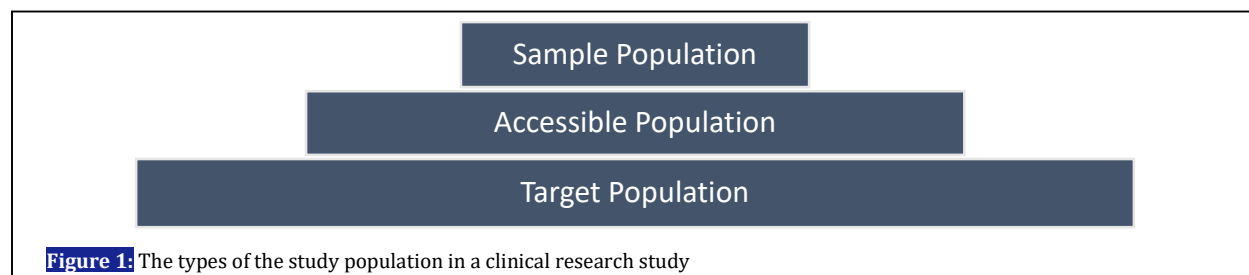 Sample Population
Accessible Population
Target Population
Figure 1: The types of the study population in a clinical research study